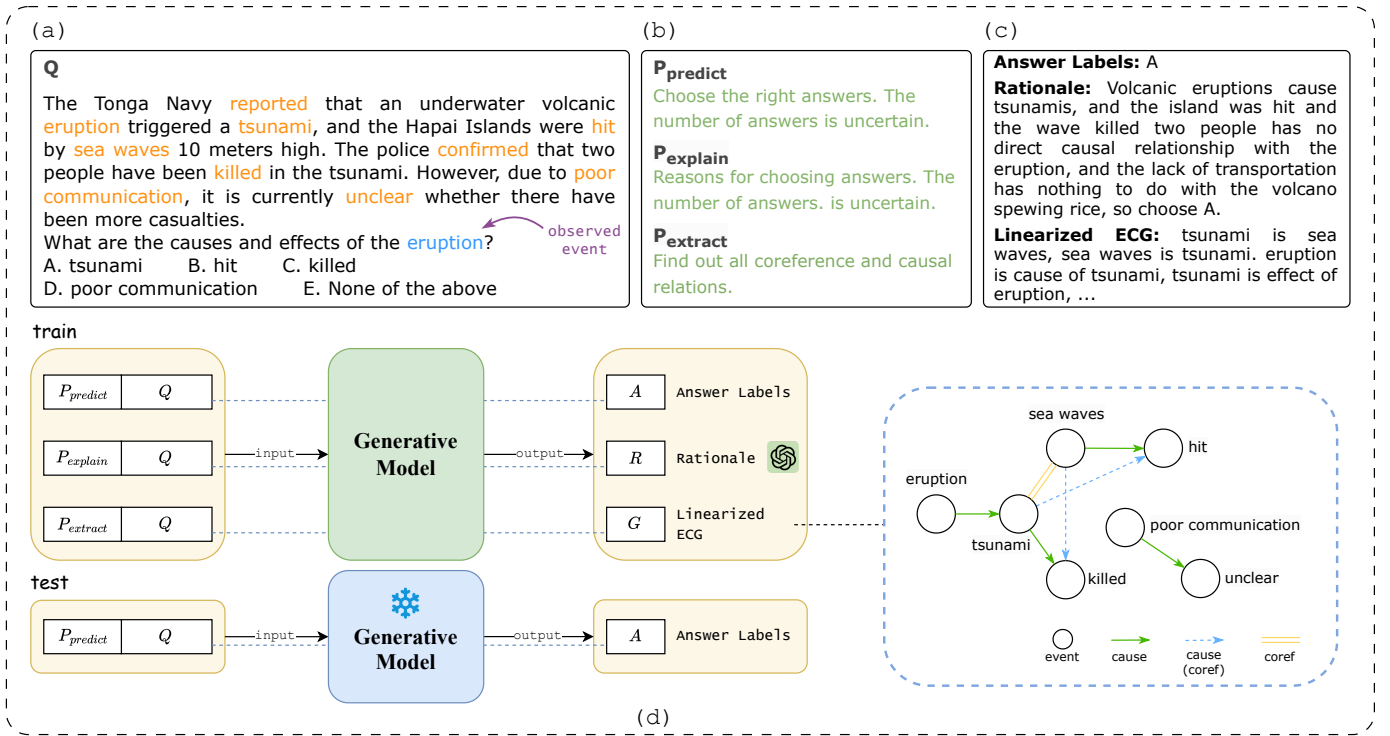 (a)
Q
The Tonga Navy reported that an underwater volcanic
eruption triggered a tsunami, and the Hapai Islands were hit
by sea waves 10 meters high. The police confirmed that two
people have been killed in the tsunami. However, due to poor
communication, it is currently unclear whether there have
been more casualties.
What are the causes and effects of the eruption?
observed
event
A. tsunami B. hit C. killed
D. poor communication E. None of the above
(b)
Ppredict
Choose the right answers. The
number of answers is uncertain.
Pexplain
Reasons for choosing answers. The
number of answers. is uncertain.
Pextract
Find out all coreference and causal
relations.
(c)
Answer Labels: A
Rationale: Volcanic eruptions cause
tsunamis, and the island was hit and
the wave killed two people has no
direct causal relationship with the
eruption, and the lack of transportation
has nothing to do with the volcano
spewing rice, so choose A.
Linearized ECG: tsunami is sea
waves, sea waves is tsunami. eruption
is cause of tsunami, tsunami is effect of
eruption, ...
train
Ppredict Q
Pexplain Q
Pextract Q
input
Generative
Model
output
A Answer Labels
R Rationale
G Linearized
ECG
test
Ppredict Q
input
Generative
Model
output
A Answer Labels
sea waves
hit
eruption
tsunami
poor communication
killed
unclear
event
cause
cause
(coref)
coref
(d)